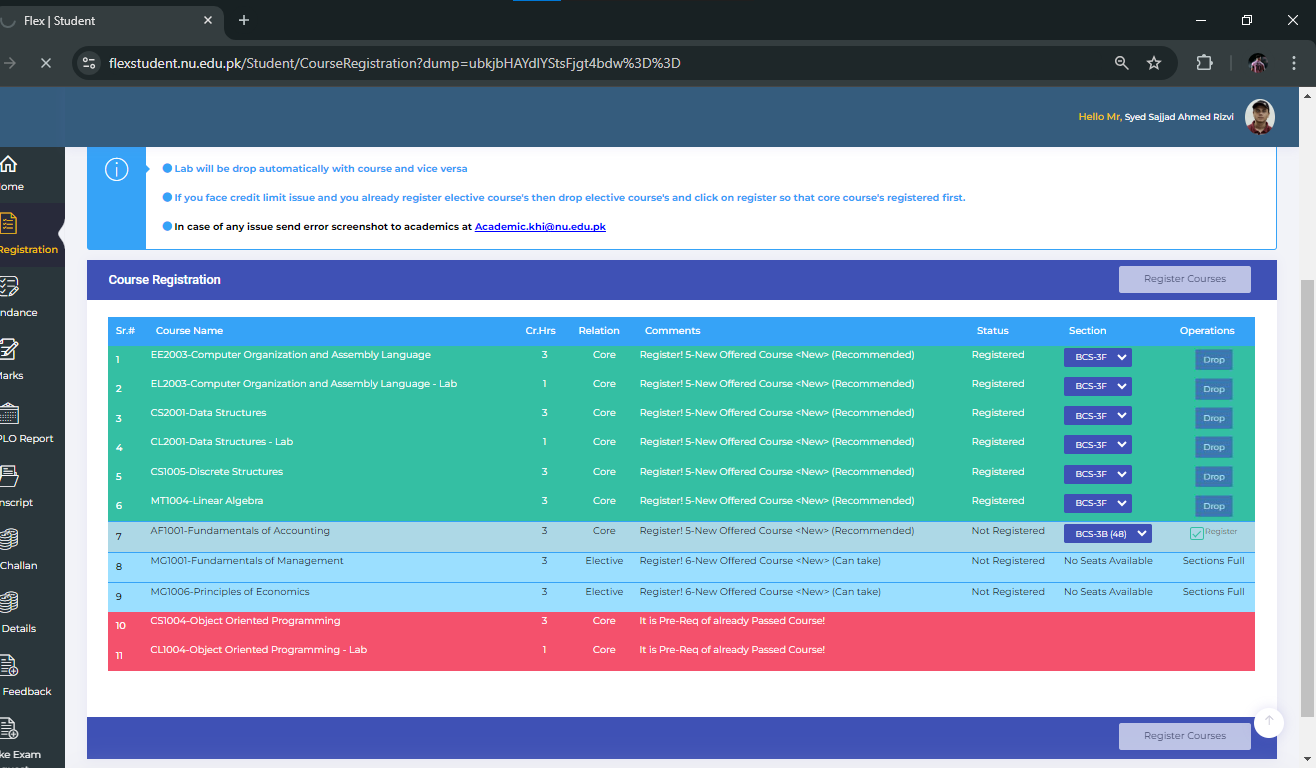 Flex | Student
flexstudent.nu.edu.pk/Student/CourseRegistration?dump=ubkjbHAYdlYStsFjgt4bdw%3D%3D
Hello Mr, Syed Sajjad Ahmed Rizvi
ome
Registration
ndance
arks
PLO Report
nscript
Challan
Details
Feedback
ke Exam
Lab will be drop automatically with course and vice versa
If you face credit limit issue and you already register elective course's then drop elective course's and click on register so that core course's registered first.
In case of any issue send error screenshot to academics at Academic.khi@nu.edu.pk
Course Registration Register Courses
Sr.# Course Name Cr.Hrs Relation Comments Status Section Operations
1 EE2003-Computer Organization and Assembly Language 3 Core Register! 5-New Offered Course <New> (Recommended) Registered BCS-3F Drop
2 EL2003-Computer Organization and Assembly Language - Lab 1 Core Register! 5-New Offered Course <New> (Recommended) Registered BCS-3F Drop
3 CS2001-Data Structures 3 Core Register! 5-New Offered Course <New> (Recommended) Registered BCS-3F Drop
4 CL2001-Data Structures - Lab 1 Core Register! 5-New Offered Course <New> (Recommended) Registered BCS-3F Drop
5 CS1005-Discrete Structures 3 Core Register! 5-New Offered Course <New> (Recommended) Registered BCS-3F Drop
6 MT1004-Linear Algebra 3 Core Register! 5-New Offered Course <New> (Recommended) Registered BCS-3F Drop
7 AF1001-Fundamentals of Accounting 3 Core Register! 5-New Offered Course <New> (Recommended) Not Registered BCS-3B (48) Register
8 MG1001-Fundamentals of Management 3 Elective Register! 6-New Offered Course <New> (Can take) Not Registered No Seats Available Sections Full
9 MG1006-Principles of Economics 3 Elective Register! 6-New Offered Course <New> (Can take) Not Registered No Seats Available Sections Full
10 CS1004-Object Oriented Programming 3 Core It is Pre-Req of already Passed Course!
11 CL1004-Object Oriented Programming - Lab 1 Core It is Pre-Req of already Passed Course!
Register Courses